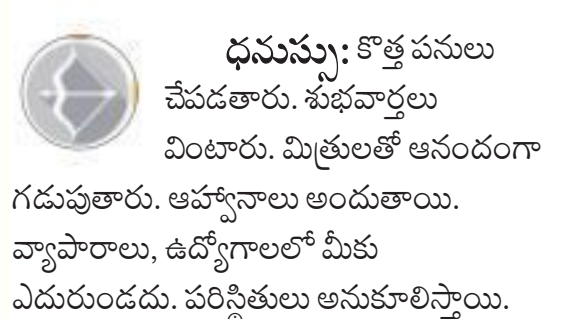 ధనుస్సు: కొత్త పనులు
చేపడతారు. శుభవార్తలు
వింటారు. మిత్రులతో ఆనందంగా
గడుపుతారు. ఆహ్వానాలు అందుతాయి.
వ్యాపారాలు, ఉద్యోగాలలో మీకు
ఎదురుండదు. పరిస్థితులు అనుకూలిస్తాయి.